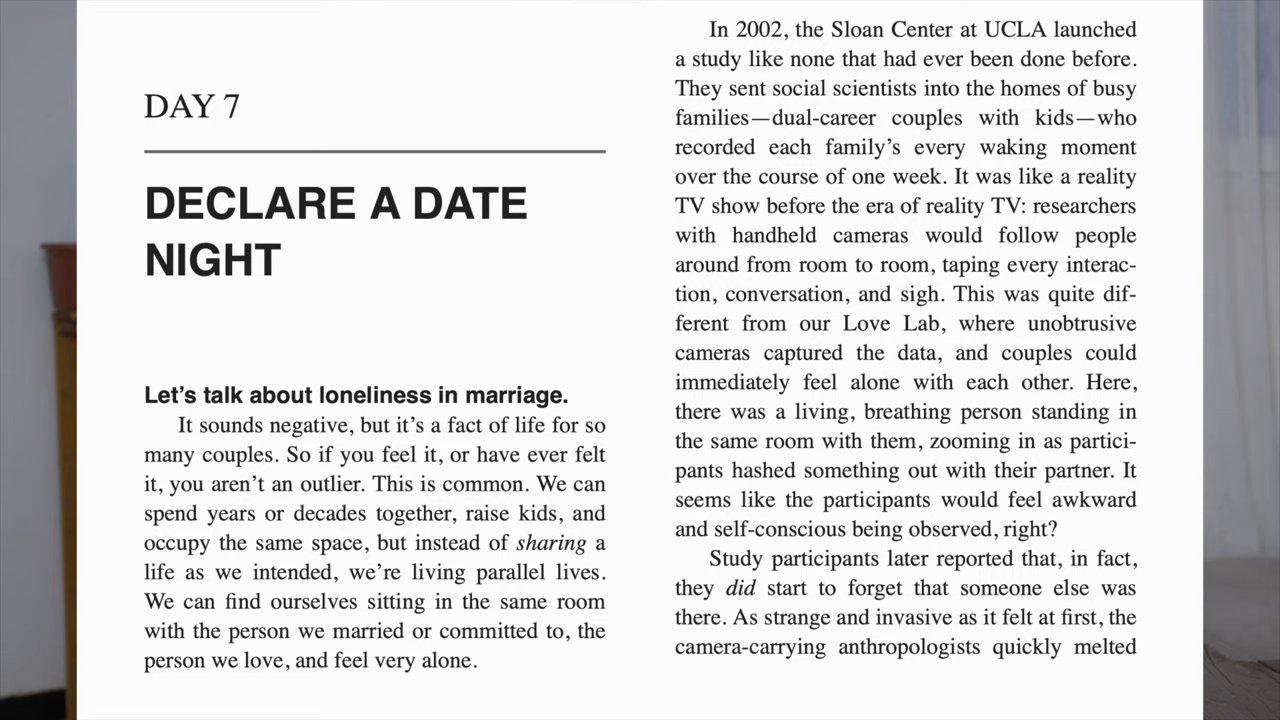 DAY 7
DECLARE A DATE
NIGHT
Let's talk about loneliness in marriage.
It sounds negative, but it's a fact of life for so
many couples. So if you feel it, or have ever felt
it, you aren't an outlier. This is common. We can
spend years or decades together, raise kids, and
occupy the same space, but instead of sharing a
life as we intended, we're living parallel lives.
We can find ourselves sitting in the same room
with the person we married or committed to, the
person we love, and feel very alone.
In 2002, the Sloan Center at UCLA launched
a study like none that had ever been done before.
They sent social scientists into the homes of busy
families—dual-career couples with kids—who
recorded each family's every waking moment
over the course of one week. It was like a reality
TV show before the era of reality TV: researchers
with handheld cameras would follow people
around from room to room, taping every interac-
tion, conversation, and sigh. This was quite dif-
ferent from our Love Lab, where unobtrusive
cameras captured the data, and couples could
immediately feel alone with each other. Here,
there was a living, breathing person standing in
the same room with them, zooming in as partici-
pants hashed something out with their partner. It
seems like the participants would feel awkward
and self-conscious being observed, right?
Study participants later reported that, in fact,
they did start to forget that someone else was
there. As strange and invasive as it felt at first, the
camera-carrying anthropologists quickly melted